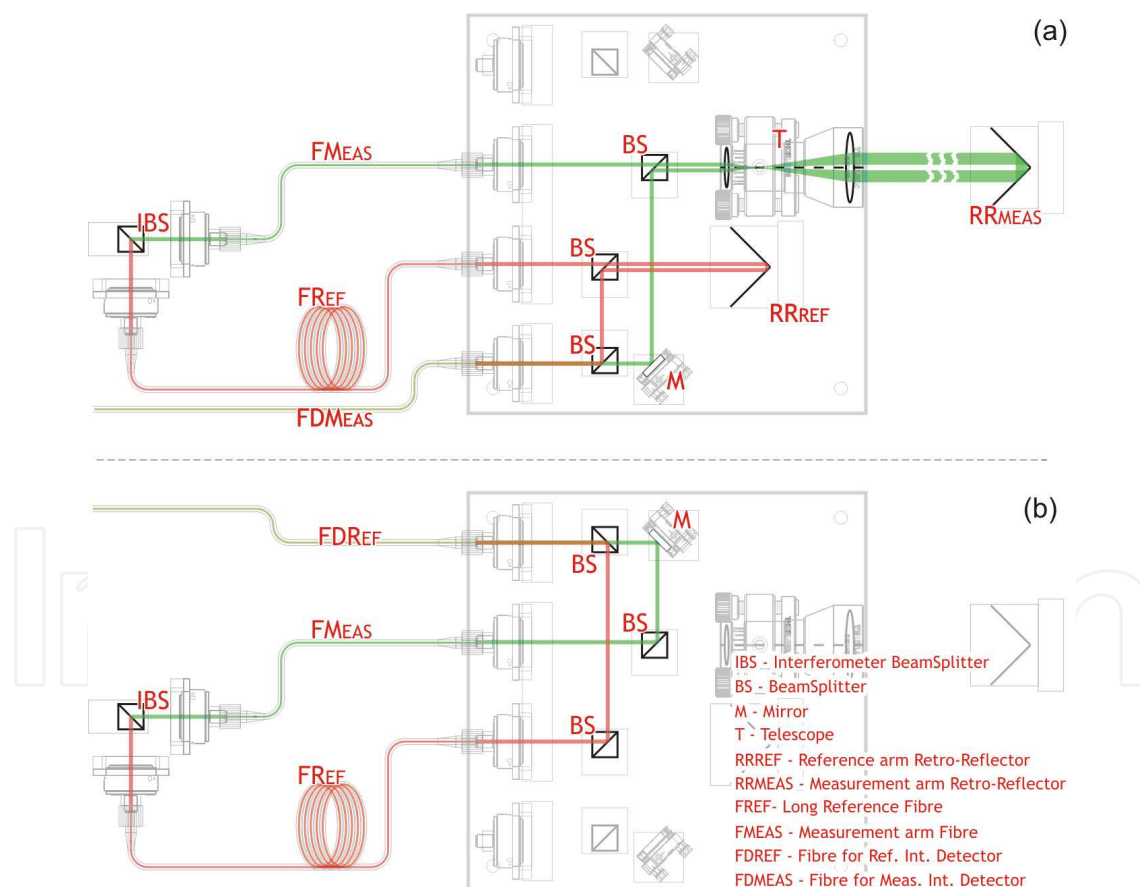 (a)
FMEAS
BS
T
IBS
RRMEAS
BS
FREF
RRREF
BS
M
FDMEAS
(b)
M
FDREF
BS
FMEAS
BS
IBS
BS
FREF
IBS - Interferometer BeamSplitter
BS - BeamSplitter
M - Mirror
T - Telescope
RRREF - Reference arm Retro-Reflector
RRMEAS - Measurement arm Retro-Reflector
FREF- Long Reference Fibre
FMEAS - Measurement arm Fibre
FDREF - Fibre for Ref. Int. Detector
FDMEAS - Fibre for Meas. Int. Detector